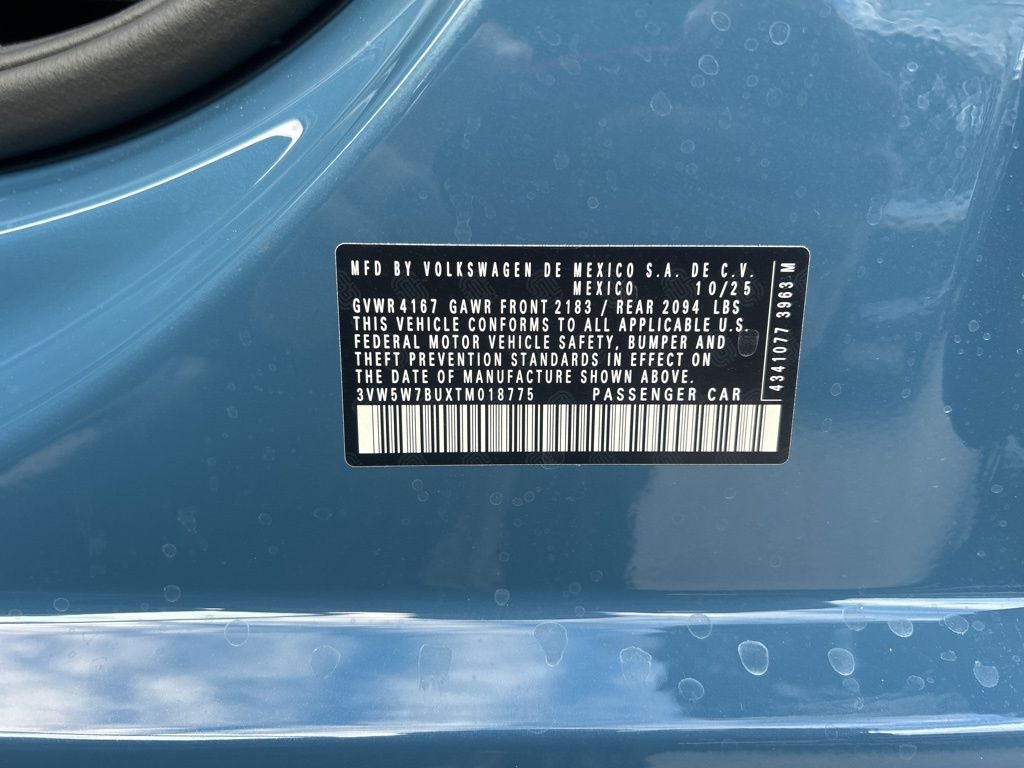 MFD BY VOLKSWAGEN DE MEXICO S.A. DE C.V.
MEXICO 10/25
GVWR 4167 GAWR FRONT 2183 / REAR 2094 LBS
THIS VEHICLE CONFORMS TO ALL APPLICABLE U.S.
FEDERAL MOTOR VEHICLE SAFETY, BUMPER AND
THEFT PREVENTION STANDARDS IN EFFECT ON
THE DATE OF MANUFACTURE SHOWN ABOVE.
3VW5W7BUXTM018775 PASSENGER CAR
4341077 3963 M